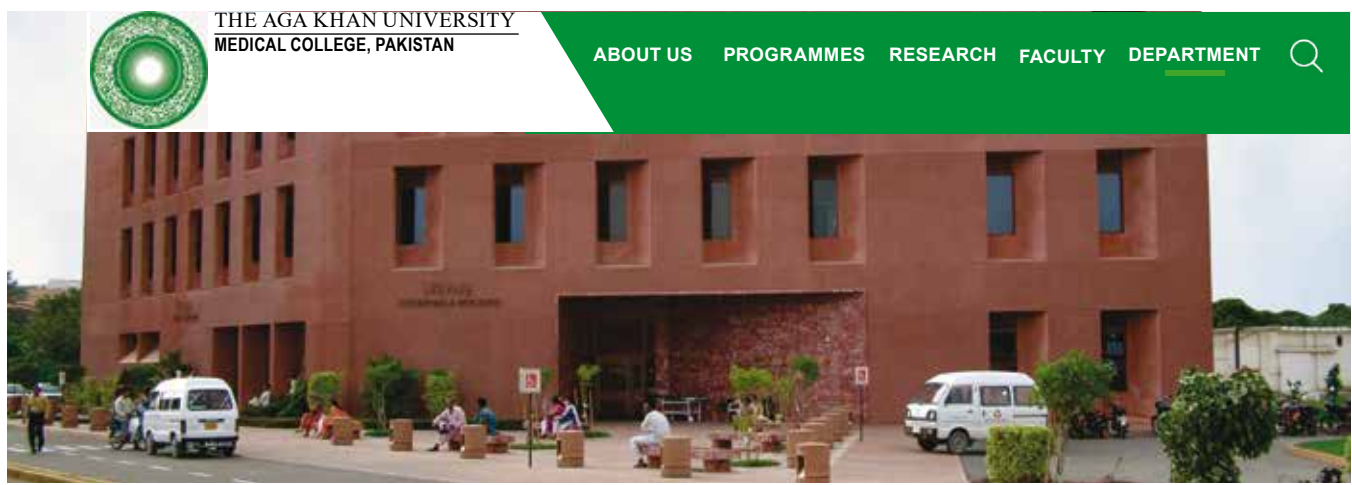 THE AGA KHAN UNIVERSITY
MEDICAL COLLEGE, PAKISTAN
ABOUT US PROGRAMMES RESEARCH FACULTY DEPARTMENT